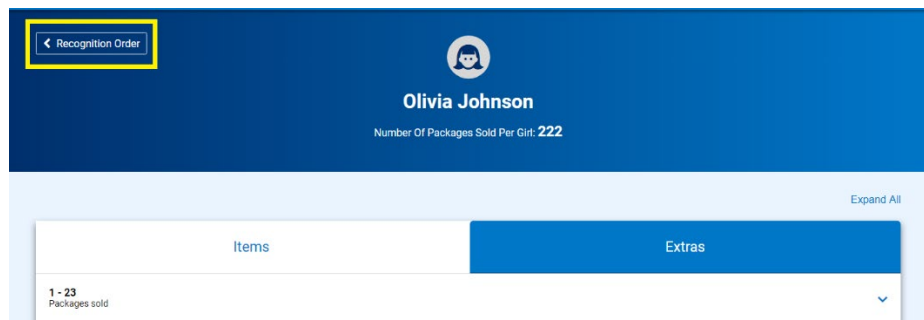 Recognition Order
Olivia Johnson
Number Of Packages Sold Per Girl: 222
Expand All
Items Extras
1 - 23
Packages sold